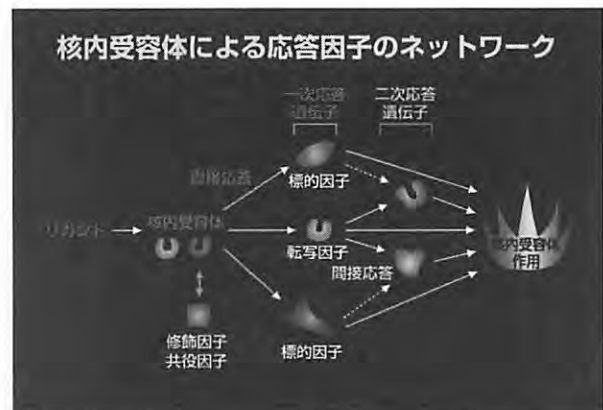 核内受容体による応答因子のネットワーク
一次応答
遺伝子
二次応答
遺伝子
直接応答
標的因子
リガンド
核内受容体
転写因子
間接応答
核内受容体
作用
修飾因子
共役因子
標的因子